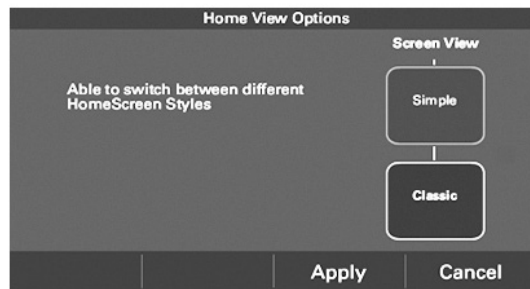 Home View Options
Screen View
Able to switch between different
HomeScreen Styles
Simple
Classic
Apply
Cancel